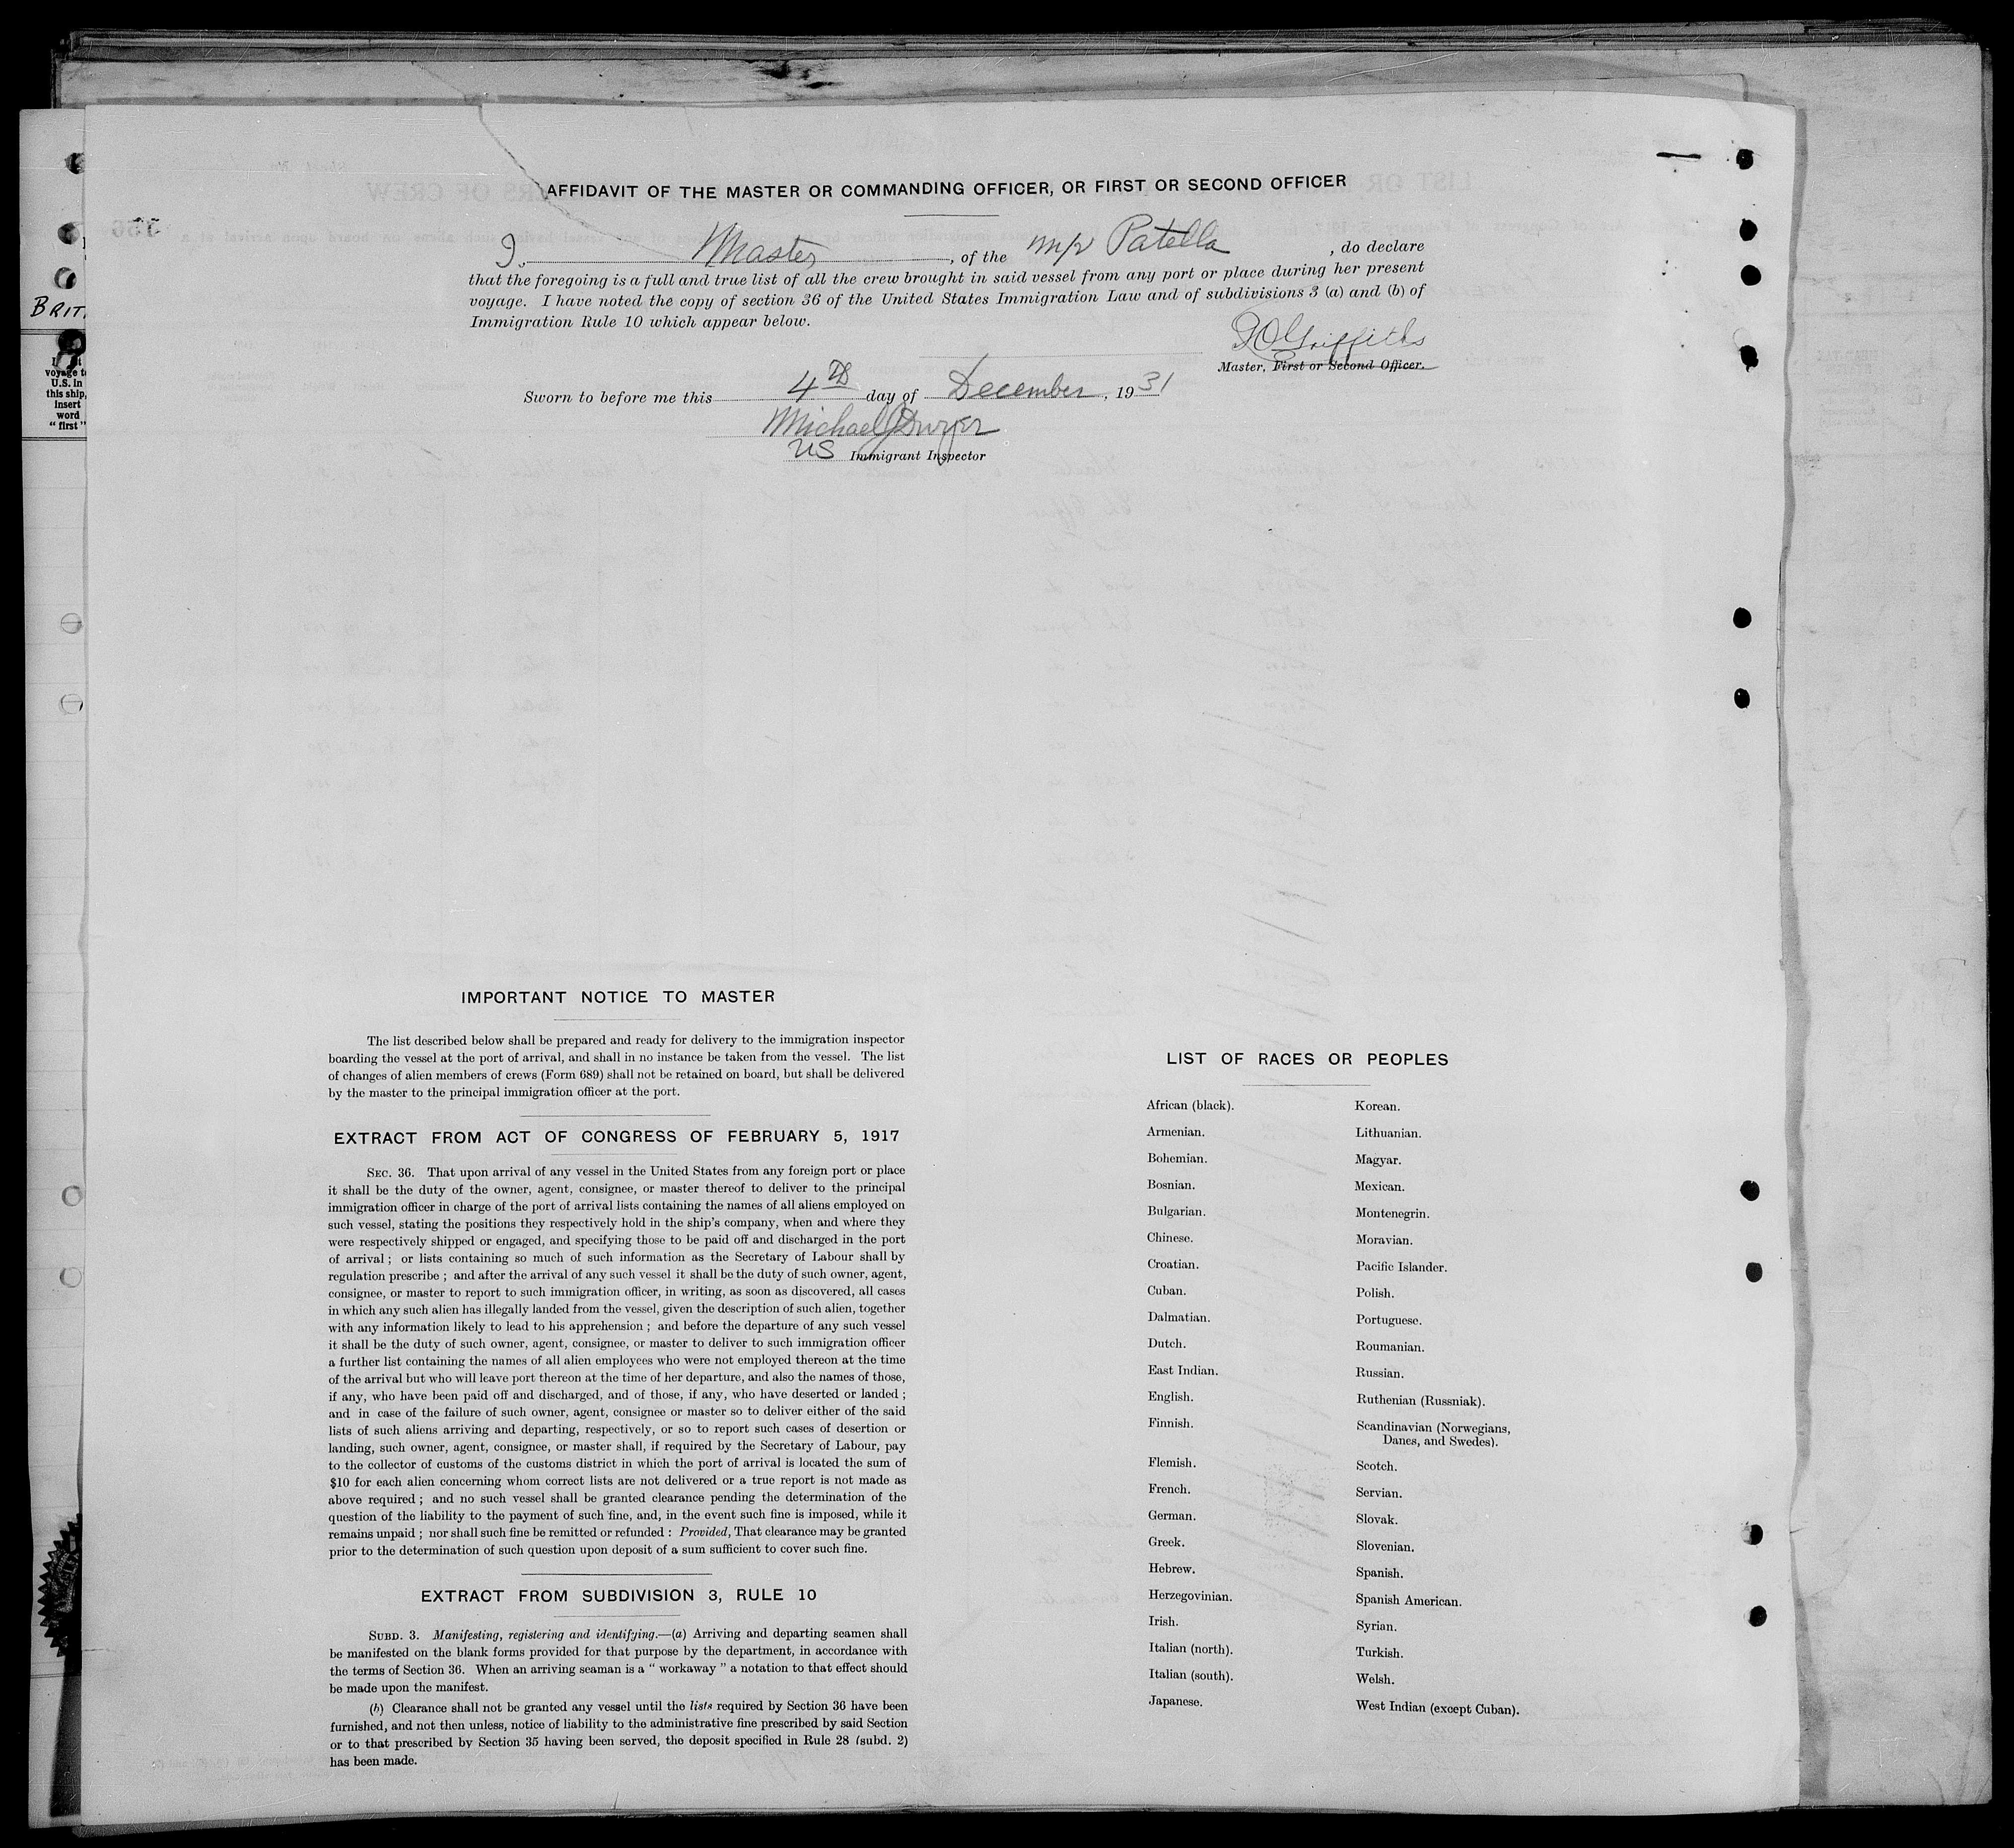 AFFIDAVIT OF THE MASTER OR COMMANDING OFFICER, OR FIRST OR SECOND OFFICER
I, Master, of the m/v Patella, do declare
that the foregoing is a full and true list of all the crew brought in said vessel from any port or place during her present
voyage. I have noted the copy of section 36 of the United States Immigration Law and of subdivisions 3 (a) and (b) of
Immigration Rule 10 which appear below.
Griffiths
Master, First or Second Officer.
Sworn to before me this 4th day of December, 1931
Michael J Dwyer
US Immigrant Inspector
BRIT
voyage to
U.S. in
this ship,
insert
word
“ first ”
IMPORTANT NOTICE TO MASTER
The list described below shall be prepared and ready for delivery to the immigration inspector
boarding the vessel at the port of arrival, and shall in no instance be taken from the vessel. The list
of changes of alien members of crews (Form 689) shall not be retained on board, but shall be delivered
by the master to the principal immigration officer at the port.
EXTRACT FROM ACT OF CONGRESS OF FEBRUARY 5, 1917
SEC. 36. That upon arrival of any vessel in the United States from any foreign port or place
it shall be the duty of the owner, agent, consignee, or master thereof to deliver to the principal
immigration officer in charge of the port of arrival lists containing the names of all aliens employed on
such vessel, stating the positions they respectively hold in the ship's company, when and where they
were respectively shipped or engaged, and specifying those to be paid off and discharged in the port
of arrival ; or lists containing so much of such information as the Secretary of Labour shall by
regulation prescribe ; and after the arrival of any such vessel it shall be the duty of such owner, agent,
consignee, or master to report to such immigration officer, in writing, as soon as discovered, all cases
in which any such alien has illegally landed from the vessel, given the description of such alien, together
with any information likely to lead to his apprehension ; and before the departure of any such vessel
it shall be the duty of such owner, agent, consignee, or master to deliver to such immigration officer
a further list containing the names of all alien employees who were not employed thereon at the time
of the arrival but who will leave port thereon at the time of her departure, and also the names of those,
if any, who have been paid off and discharged, and of those, if any, who have deserted or landed ;
and in case of the failure of such owner, agent, consignee or master so to deliver either of the said
lists of such aliens arriving and departing, respectively, or so to report such cases of desertion or
landing, such owner, agent, consignee, or master shall, if required by the Secretary of Labour, pay
to the collector of customs of the customs district in which the port of arrival is located the sum of
$10 for each alien concerning whom correct lists are not delivered or a true report is not made as
above required ; and no such vessel shall be granted clearance pending the determination of the
question of the liability to the payment of such fine, and, in the event such fine is imposed, while it
remains unpaid ; nor shall such fine be remitted or refunded : Provided, That clearance may be granted
prior to the determination of such question upon deposit of a sum sufficient to cover such fine.
EXTRACT FROM SUBDIVISION 3, RULE 10
SUBD. 3. Manifesting, registering and identifying.—(a) Arriving and departing seamen shall
be manifested on the blank forms provided for that purpose by the department, in accordance with
the terms of Section 36. When an arriving seaman is a “ workaway ” a notation to that effect should
be made upon the manifest.
(b) Clearance shall not be granted any vessel until the lists required by Section 36 have been
furnished, and not then unless, notice of liability to the administrative fine prescribed by said Section
or to that prescribed by Section 35 having been served, the deposit specified in Rule 28 (subd. 2)
has been made.
LIST OF RACES OR PEOPLES
African (black).
Armenian.
Bohemian.
Bosnian.
Bulgarian.
Chinese.
Croatian.
Cuban.
Dalmatian.
Dutch.
East Indian.
English.
Finnish.
Flemish.
French.
German.
Greek.
Hebrew.
Herzegovinian.
Irish.
Italian (north).
Italian (south).
Japanese.
Korean.
Lithuanian.
Magyar.
Mexican.
Montenegrin.
Moravian.
Pacific Islander.
Polish.
Portuguese.
Roumanian.
Russian.
Ruthenian (Russniak).
Scandinavian (Norwegians,
Danes, and Swedes).
Scotch.
Servian.
Slovak.
Slovenian.
Spanish.
Spanish American.
Syrian.
Turkish.
Welsh.
West Indian (except Cuban).